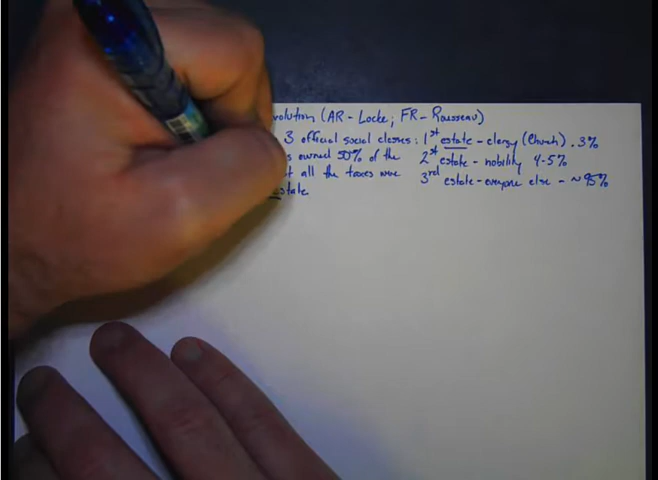 volution (AR - Locke; FR - Rousseau)
3 official social classes: 1st estate - clergy (Church) .3%
s owned 50% of the 2st estate - nobility 4-5%
t all the taxes were 3rd estate - everyone else - ~95%
estate